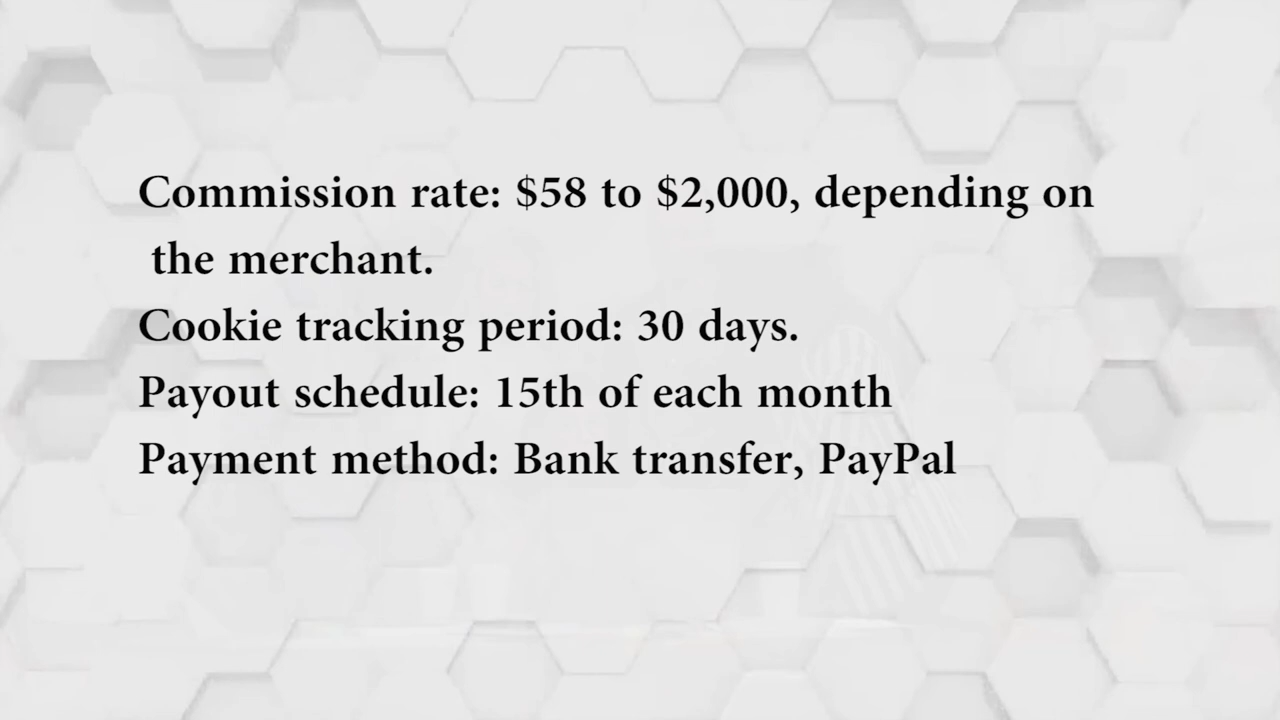 Commission rate: $58 to $2,000, depending on
the merchant.
Cookie tracking period: 30 days.
Payout schedule: 15th of each month
Payment method: Bank transfer, PayPal